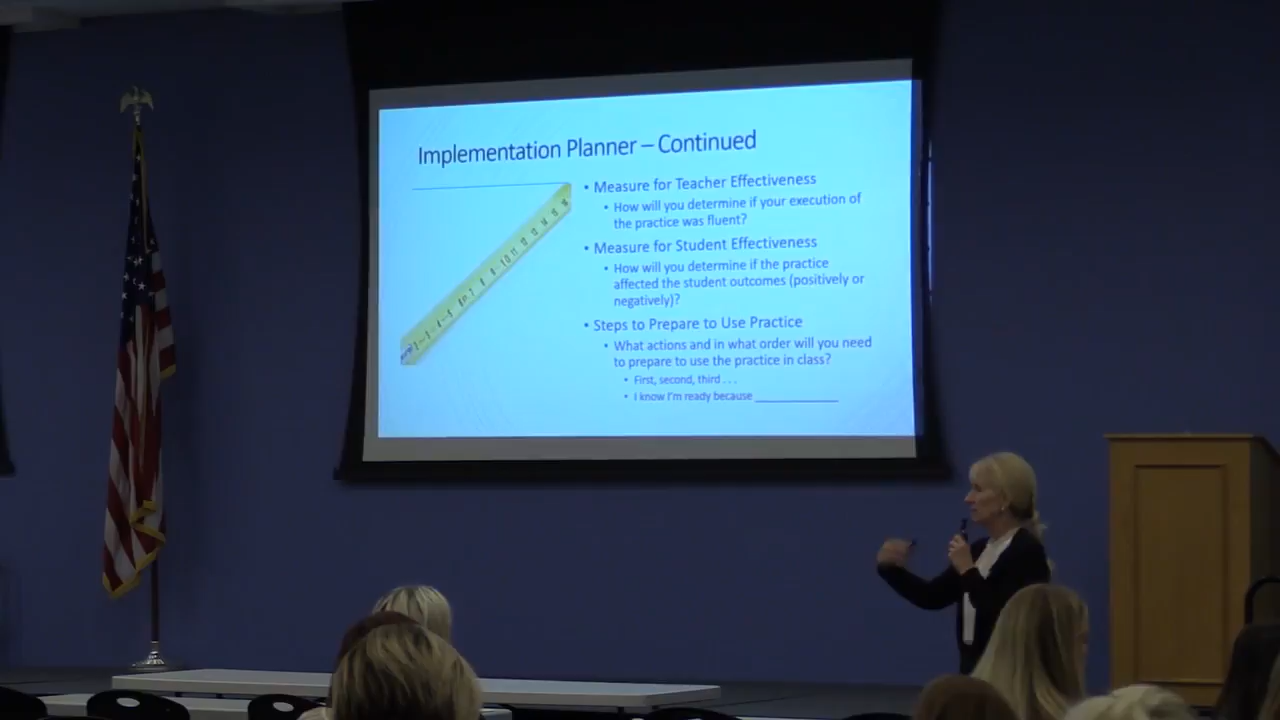 Implementation Planner – Continued
• Measure for Teacher Effectiveness
• How will you determine if your execution of
the practice was fluent?
• Measure for Student Effectiveness
• How will you determine if the practice
affected the student outcomes (positively or
negatively)?
• Steps to Prepare to Use Practice
• What actions and in what order will you need
to prepare to use the practice in class?
• First, second, third . . .
• I know I'm ready because ______________